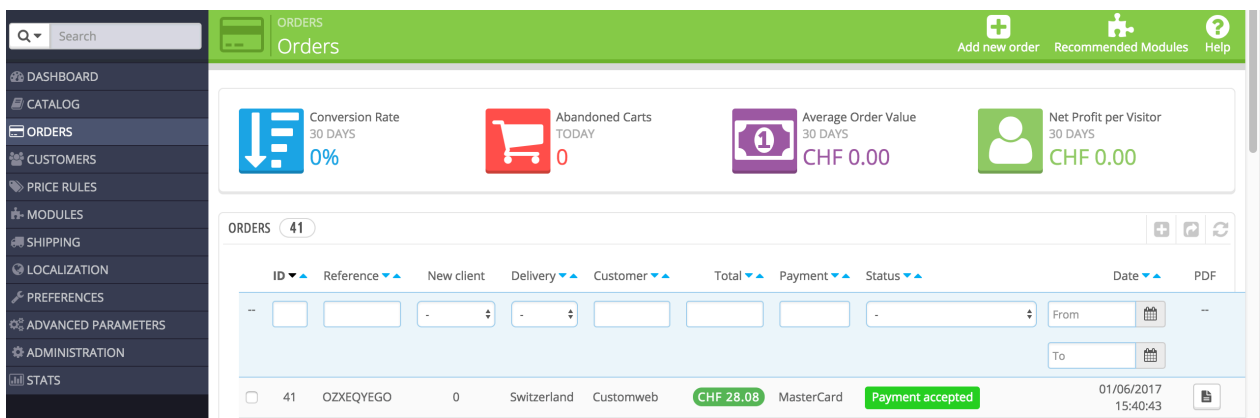 Search
DASHBOARD
CATALOG
ORDERS
CUSTOMERS
PRICE RULES
MODULES
SHIPPING
LOCALIZATION
PREFERENCES
ADVANCED PARAMETERS
ADMINISTRATION
STATS
ORDERS
Orders
Add new order Recommended Modules Help
Conversion Rate
30 DAYS
0%
Abandoned Carts
TODAY
0
1
Average Order Value
30 DAYS
CHF 0.00
Net Profit per Visitor
30 DAYS
CHF 0.00
ORDERS 41
ID Reference New client Delivery Customer Total Payment Status Date PDF
-- - - - From --
To
41 OZXEQYEGO 0 Switzerland Customweb CHF 28.08 MasterCard Payment accepted 01/06/2017
15:40:43